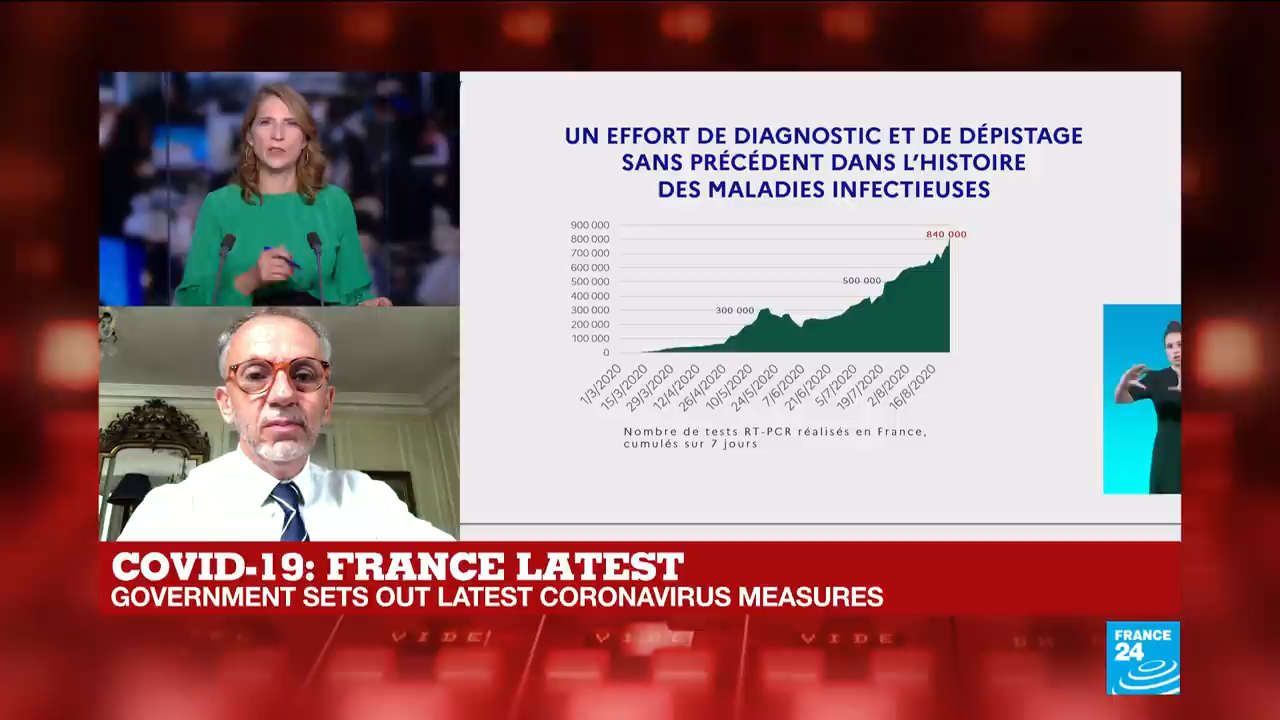 UN EFFORT DE DIAGNOSTIC ET DE DÉPISTAGE
SANS PRÉCÉDENT DANS L'HISTOIRE
DES MALADIES INFECTIEUSES
900 000
800 000
700 000
600 000
500 000
400 000
300 000
200 000
100 000
0
300 000
500 000
840 000
1/3/2020
15/3/2020
29/3/2020
12/4/2020
26/4/2020
10/5/2020
24/5/2020
7/6/2020
21/6/2020
5/7/2020
19/7/2020
2/8/2020
16/8/2020
Nombre de tests RT-PCR réalisés en France,
cumulés sur 7 jours
COVID-19: FRANCE LATEST
GOVERNMENT SETS OUT LATEST CORONAVIRUS MEASURES
VIDE
VIDE
FRANCE
24